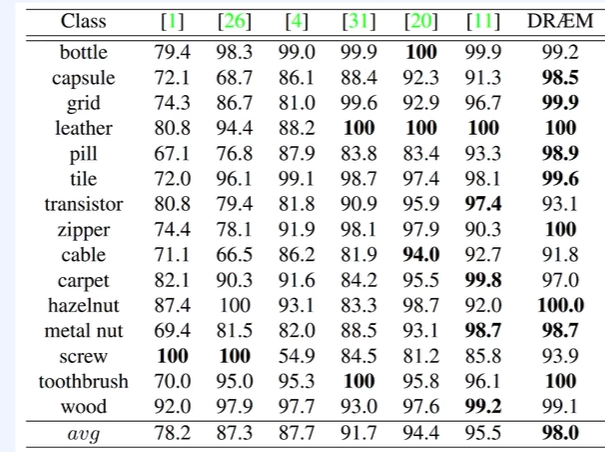 Class [1] [26] [4] [31] [20] [11] DRÆM
bottle 79.4 98.3 99.0 99.9 100 99.9 99.2
capsule 72.1 68.7 86.1 88.4 92.3 91.3 98.5
grid 74.3 86.7 81.0 99.6 92.9 96.7 99.9
leather 80.8 94.4 88.2 100 100 100 100
pill 67.1 76.8 87.9 83.8 83.4 93.3 98.9
tile 72.0 96.1 99.1 98.7 97.4 98.1 99.6
transistor 80.8 79.4 81.8 90.9 95.9 97.4 93.1
zipper 74.4 78.1 91.9 98.1 97.9 90.3 100
cable 71.1 66.5 86.2 81.9 94.0 92.7 91.8
carpet 82.1 90.3 91.6 84.2 95.5 99.8 97.0
hazelnut 87.4 100 93.1 83.3 98.7 92.0 100.0
metal nut 69.4 81.5 82.0 88.5 93.1 98.7 98.7
screw 100 100 54.9 84.5 81.2 85.8 93.9
toothbrush 70.0 95.0 95.3 100 95.8 96.1 100
wood 92.0 97.9 97.7 93.0 97.6 99.2 99.1
avg 78.2 87.3 87.7 91.7 94.4 95.5 98.0